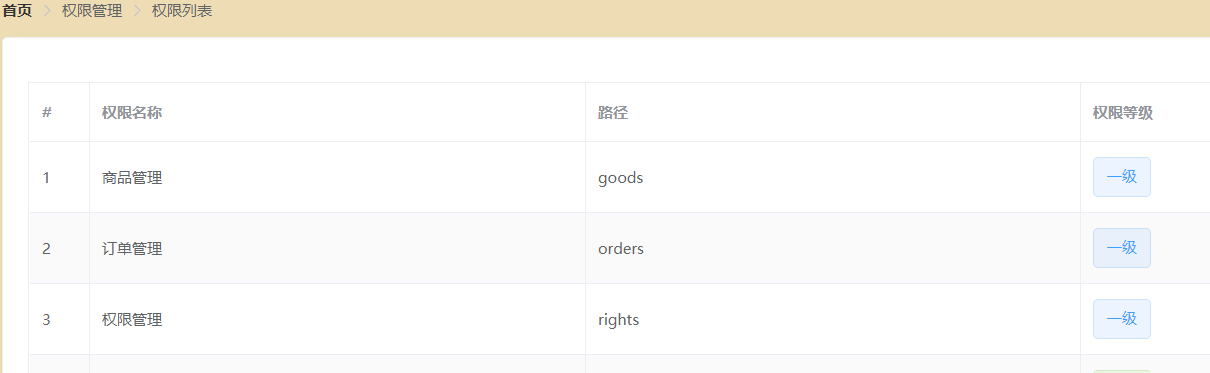 首页 > 权限管理 > 权限列表
# 权限名称 路径 权限等级
1 商品管理 goods 一级
2 订单管理 orders 一级
3 权限管理 rights 一级